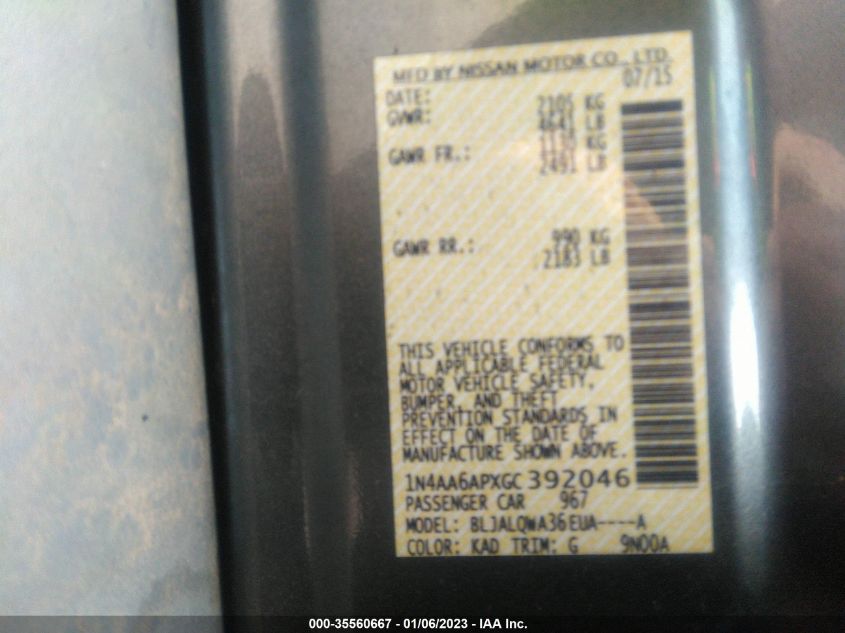 MFD BY NISSAN MOTOR CO., LTD.
DATE: 07/15
GVWR: 2105 KG
4641 LB
GAWR FR.: 1130 KG
2491 LB
GAWR RR.: 990 KG
2183 LB
THIS VEHICLE CONFORMS TO
ALL APPLICABLE FEDERAL
MOTOR VEHICLE SAFETY,
BUMPER, AND THEFT
PREVENTION STANDARDS IN
EFFECT ON THE DATE OF
MANUFACTURE SHOWN ABOVE.
1N4AA6APXGC392046
PASSENGER CAR 967
MODEL: BLJALQWA36EUA----A
COLOR: KAD TRIM: G 9N00A
000-35560667 - 01/06/2023 - IAA Inc.